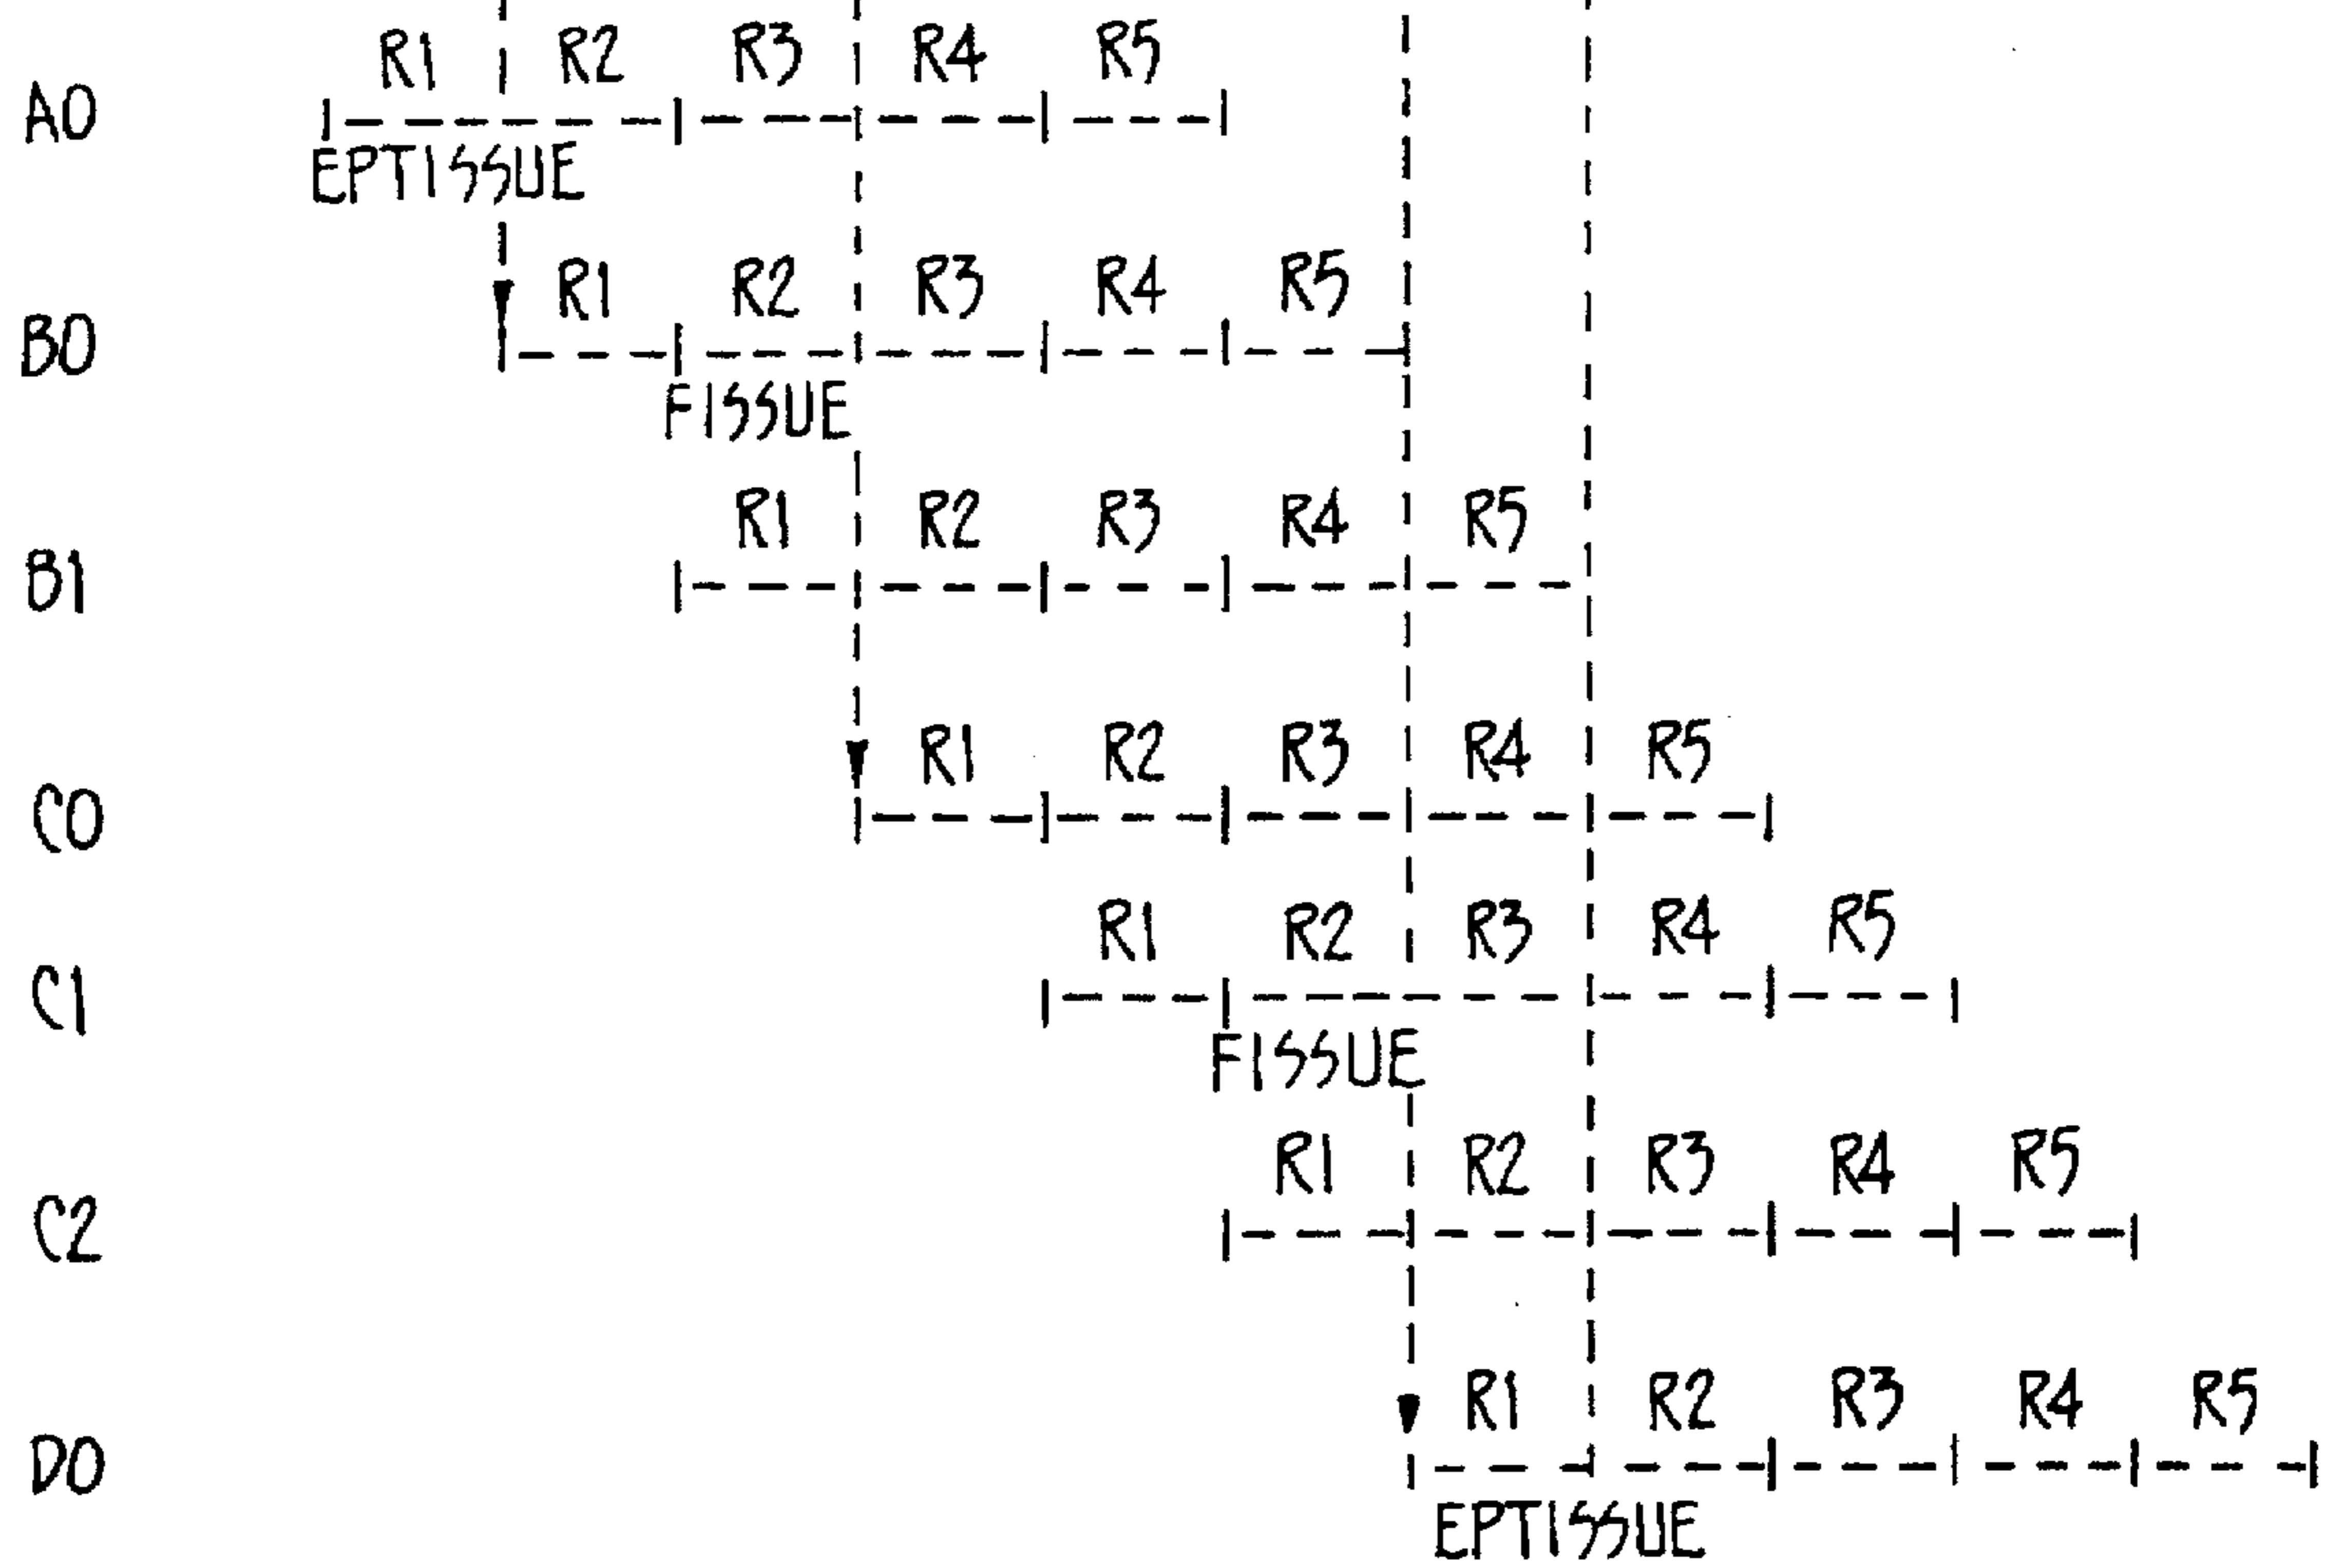 R1 R2 R3 R4 R5
A0
EPTISSUE
R1 R2 R3 R4 R5
B0
FISSUE
R1 R2 R3 R4 R5
B1
R1 R2 R3 R4 R5
C0
R1 R2 R3 R4 R5
C1
FISSUE
R1 R2 R3 R4 R5
C2
R1 R2 R3 R4 R5
D0
EPTISSUE